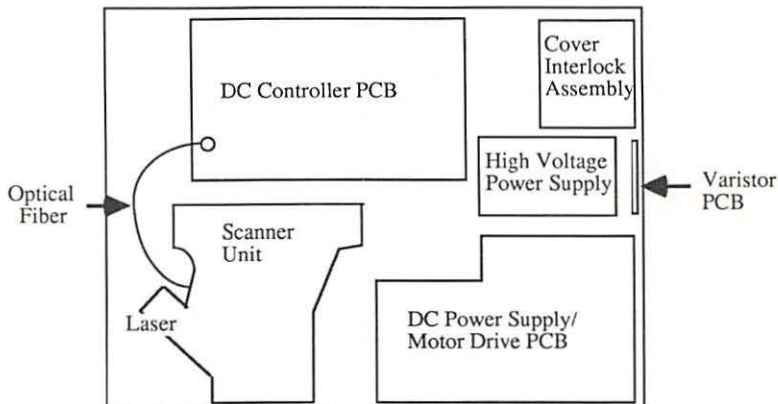 Cover
Interlock
Assembly
DC Controller PCB
High Voltage
Power Supply
Optical
Fiber
Varistor
PCB
Scanner
Unit
Laser
DC Power Supply/
Motor Drive PCB